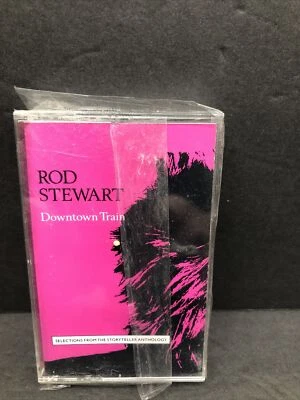 ROD
STEWART
Downtown Train
SELECTIONS FROM THE STORYTELLER ANTHOLOGY